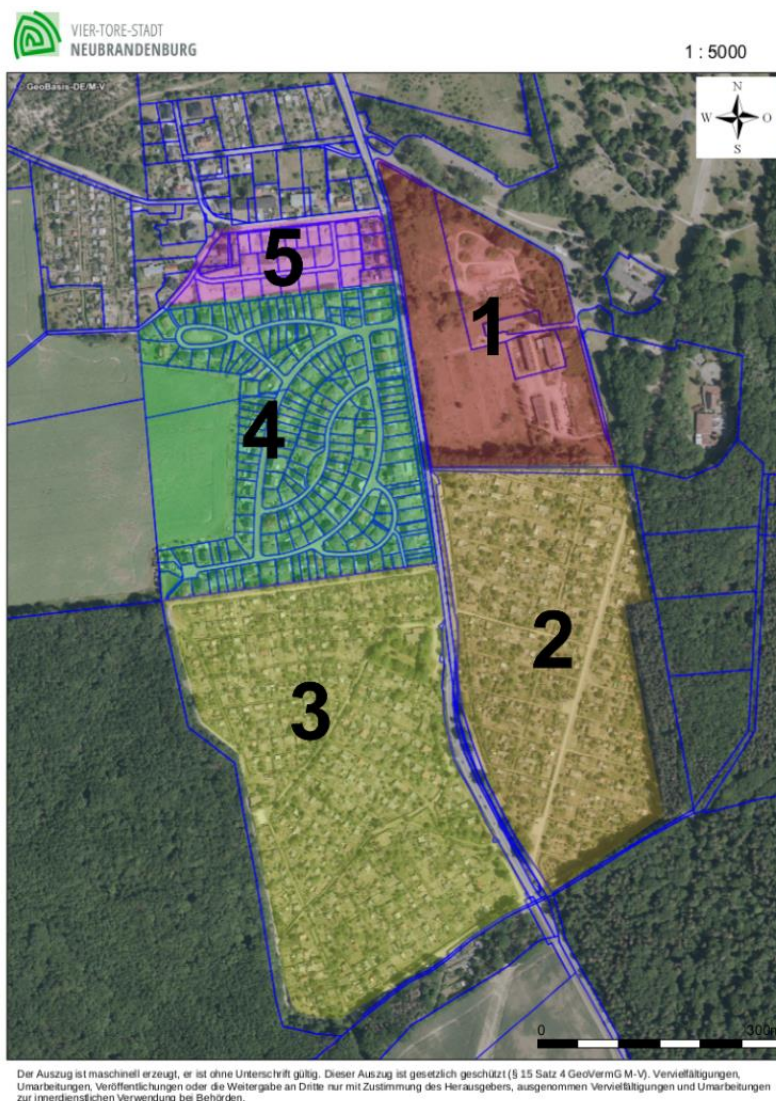 VIER-TORE-STADT
NEUBRANDENBURG
1 : 5000
© GeoBasis-DE/M-V
N
W O
S
5
1
4
2
3
0 300m
Der Auszug ist maschinell erzeugt, er ist ohne Unterschrift gültig. Dieser Auszug ist gesetzlich geschützt (§ 15 Satz 4 GeoVermG M-V). Vervielfältigungen,
Umarbeitungen, Veröffentlichungen oder die Weitergabe an Dritte nur mit Zustimmung des Herausgebers, ausgenommen Vervielfältigungen und Umarbeitungen
zur innerdienstlichen Verwendung bei Behörden.